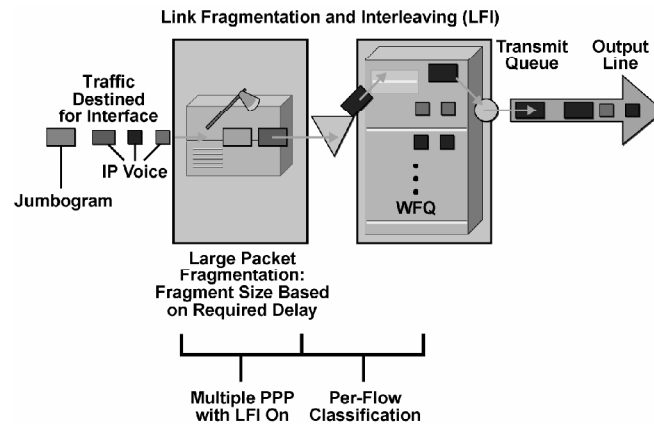 Link Fragmentation and Interleaving (LFI)
Traffic
Destined
for Interface
Transmit
Queue
Output
Line
IP Voice
Jumbogram
WFQ
Large Packet
Fragmentation:
Fragment Size Based
on Required Delay
Multiple PPP
with LFI On
Per-Flow
Classification